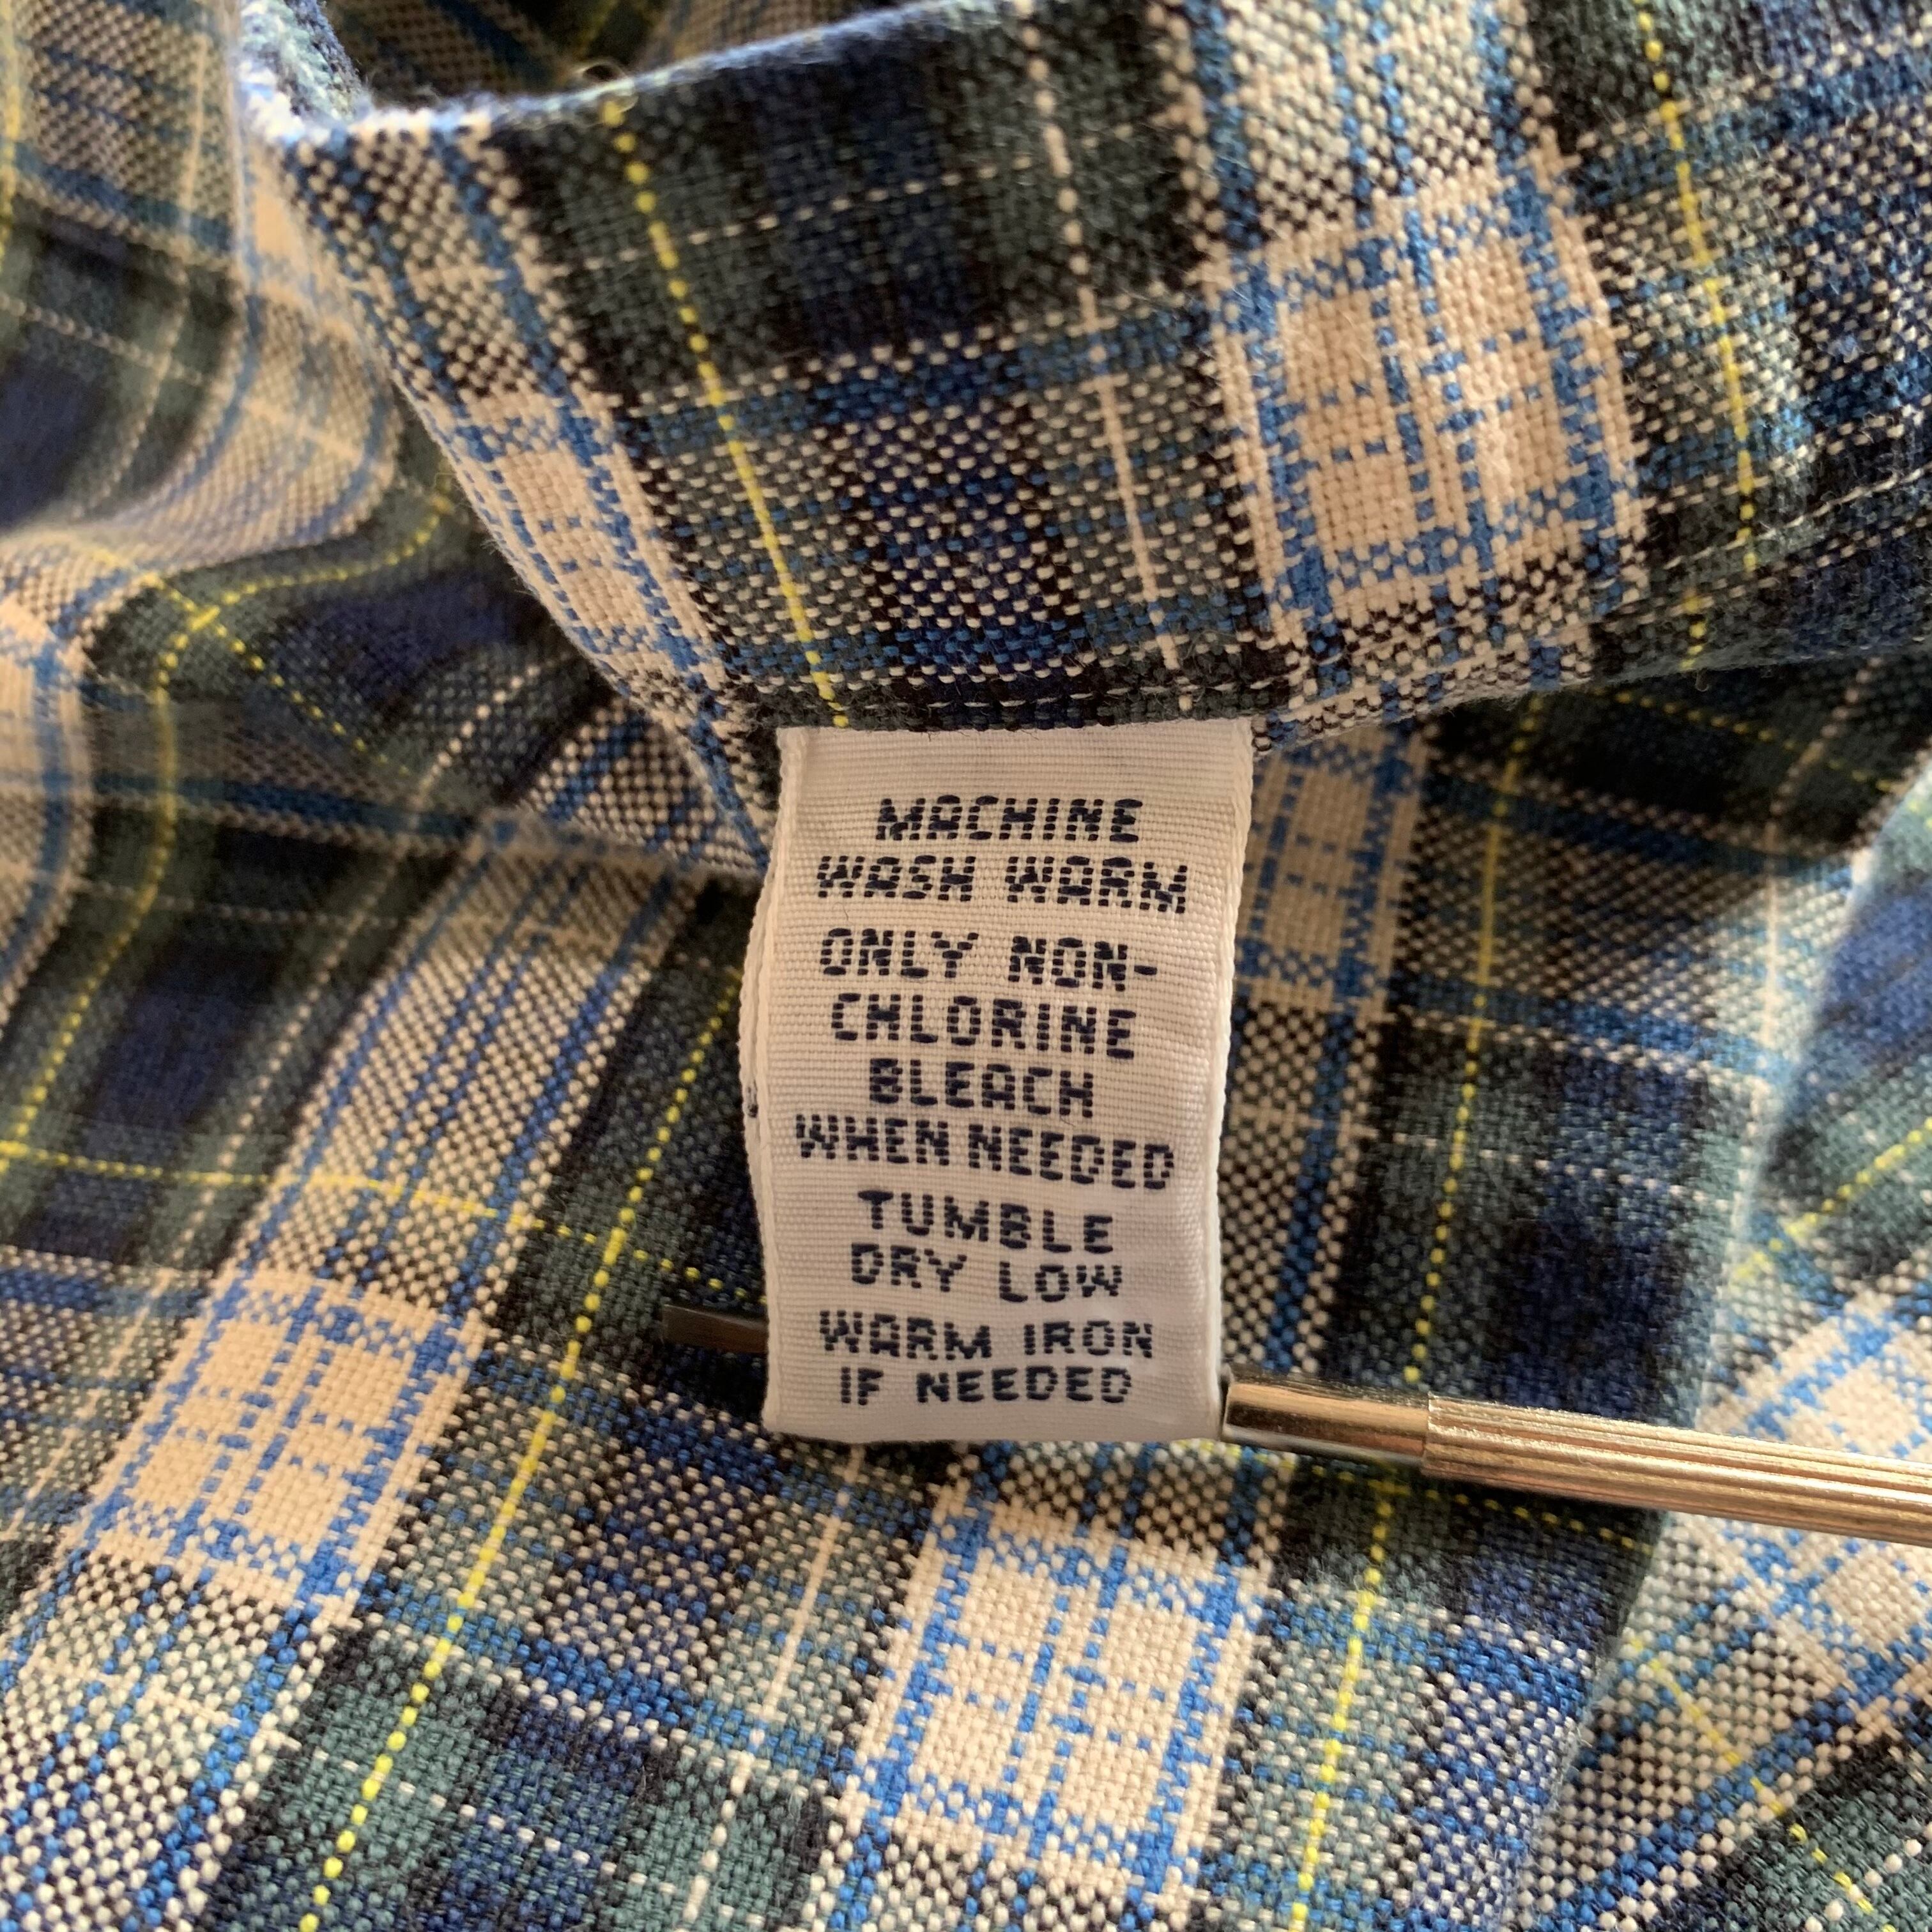 MACHINE
WASH WARM
ONLY NON-
CHLORINE
BLEACH
WHEN NEEDED
TUMBLE
DRY LOW
WARM IRON
IF NEEDED